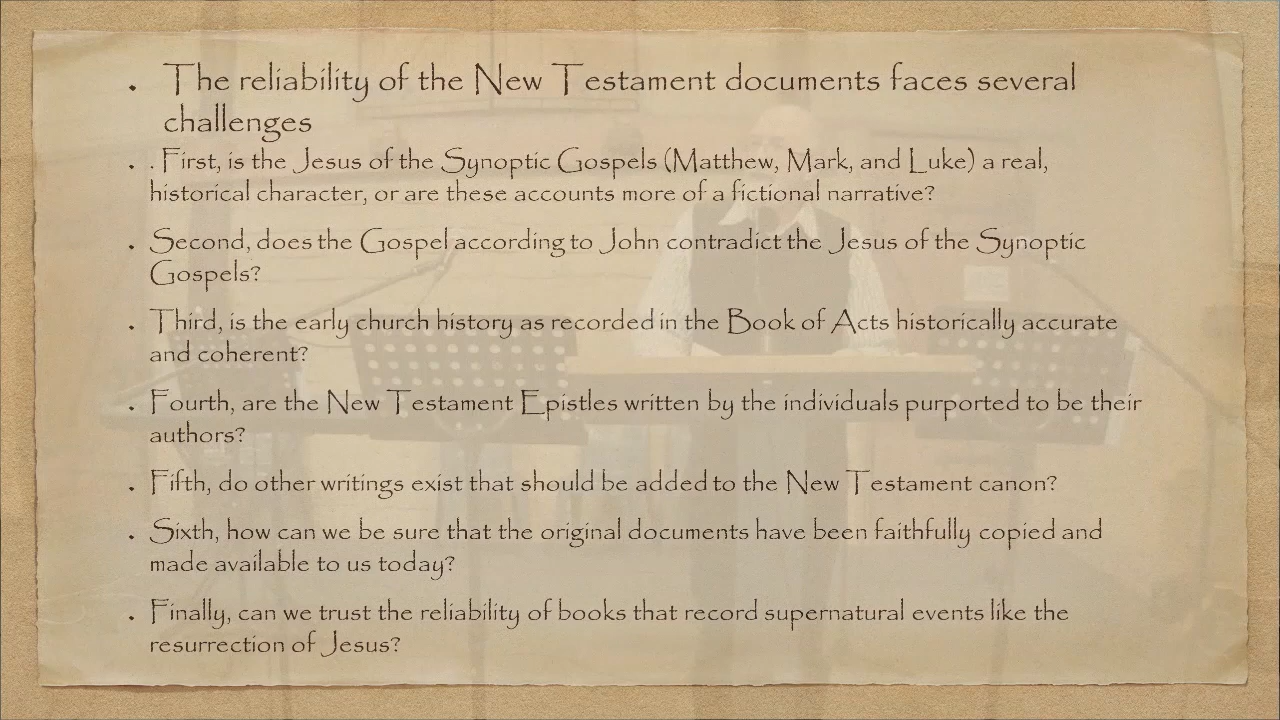 • The reliability of the New Testament documents faces several
challenges
• . First, is the Jesus of the Synoptic Gospels (Matthew, Mark, and Luke) a real,
historical character, or are these accounts more of a fictional narrative?
• Second, does the Gospel according to John contradict the Jesus of the Synoptic
Gospels?
• Third, is the early church history as recorded in the Book of Acts historically accurate
and coherent?
• Fourth, are the New Testament Epistles written by the individuals purported to be their
authors?
• Fifth, do other writings exist that should be added to the New Testament canon?
• Sixth, how can we be sure that the original documents have been faithfully copied and
made available to us today?
• Finally, can we trust the reliability of books that record supernatural events like the
resurrection of Jesus?